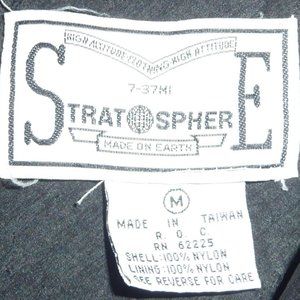 HIGH ALTITUDE CLOTHING HIGH ATTITUDE
7-37MI
STRATOSPHERE
MADE ON EARTH
M
MADE IN TAIWAN
R. O. C
RN 62225
SHELL:100% NYLON
LINING:100% NYLON
SEE REVERSE FOR CARE